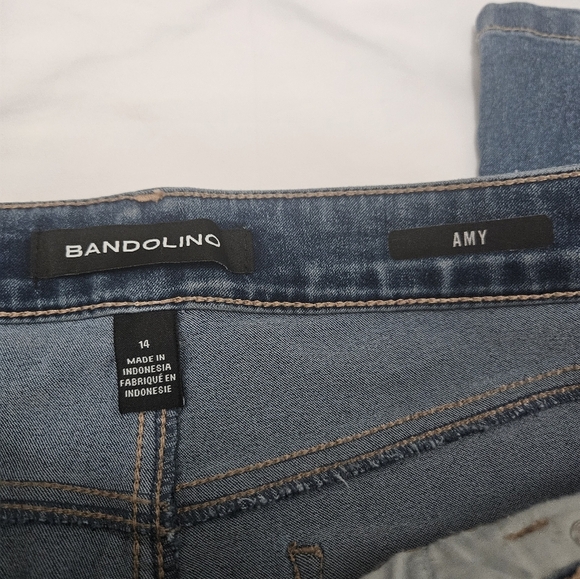 BANDOLINO
AMY
14
MADE IN
INDONESIA
FABRIQUÉ EN
INDONESIE